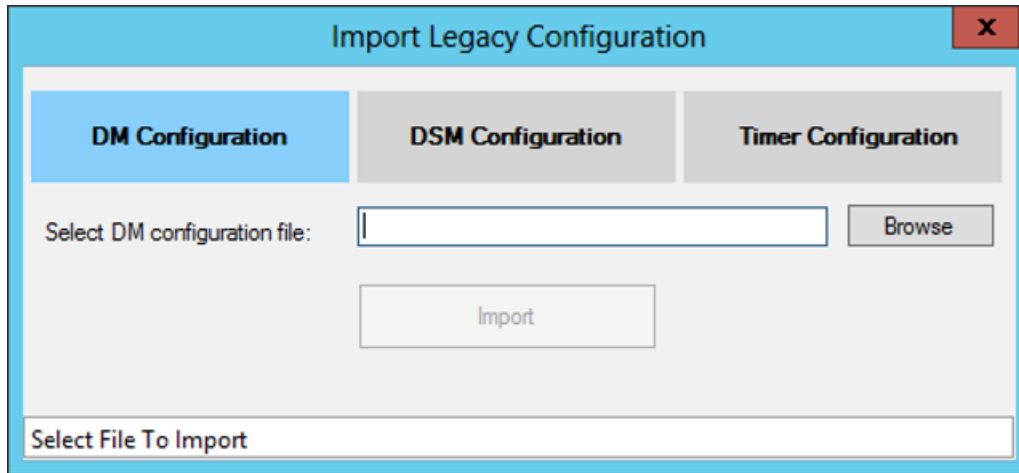 Import Legacy Configuration
x
DM Configuration DSM Configuration Timer Configuration
Select DM configuration file: Browse
Import
Select File To Import